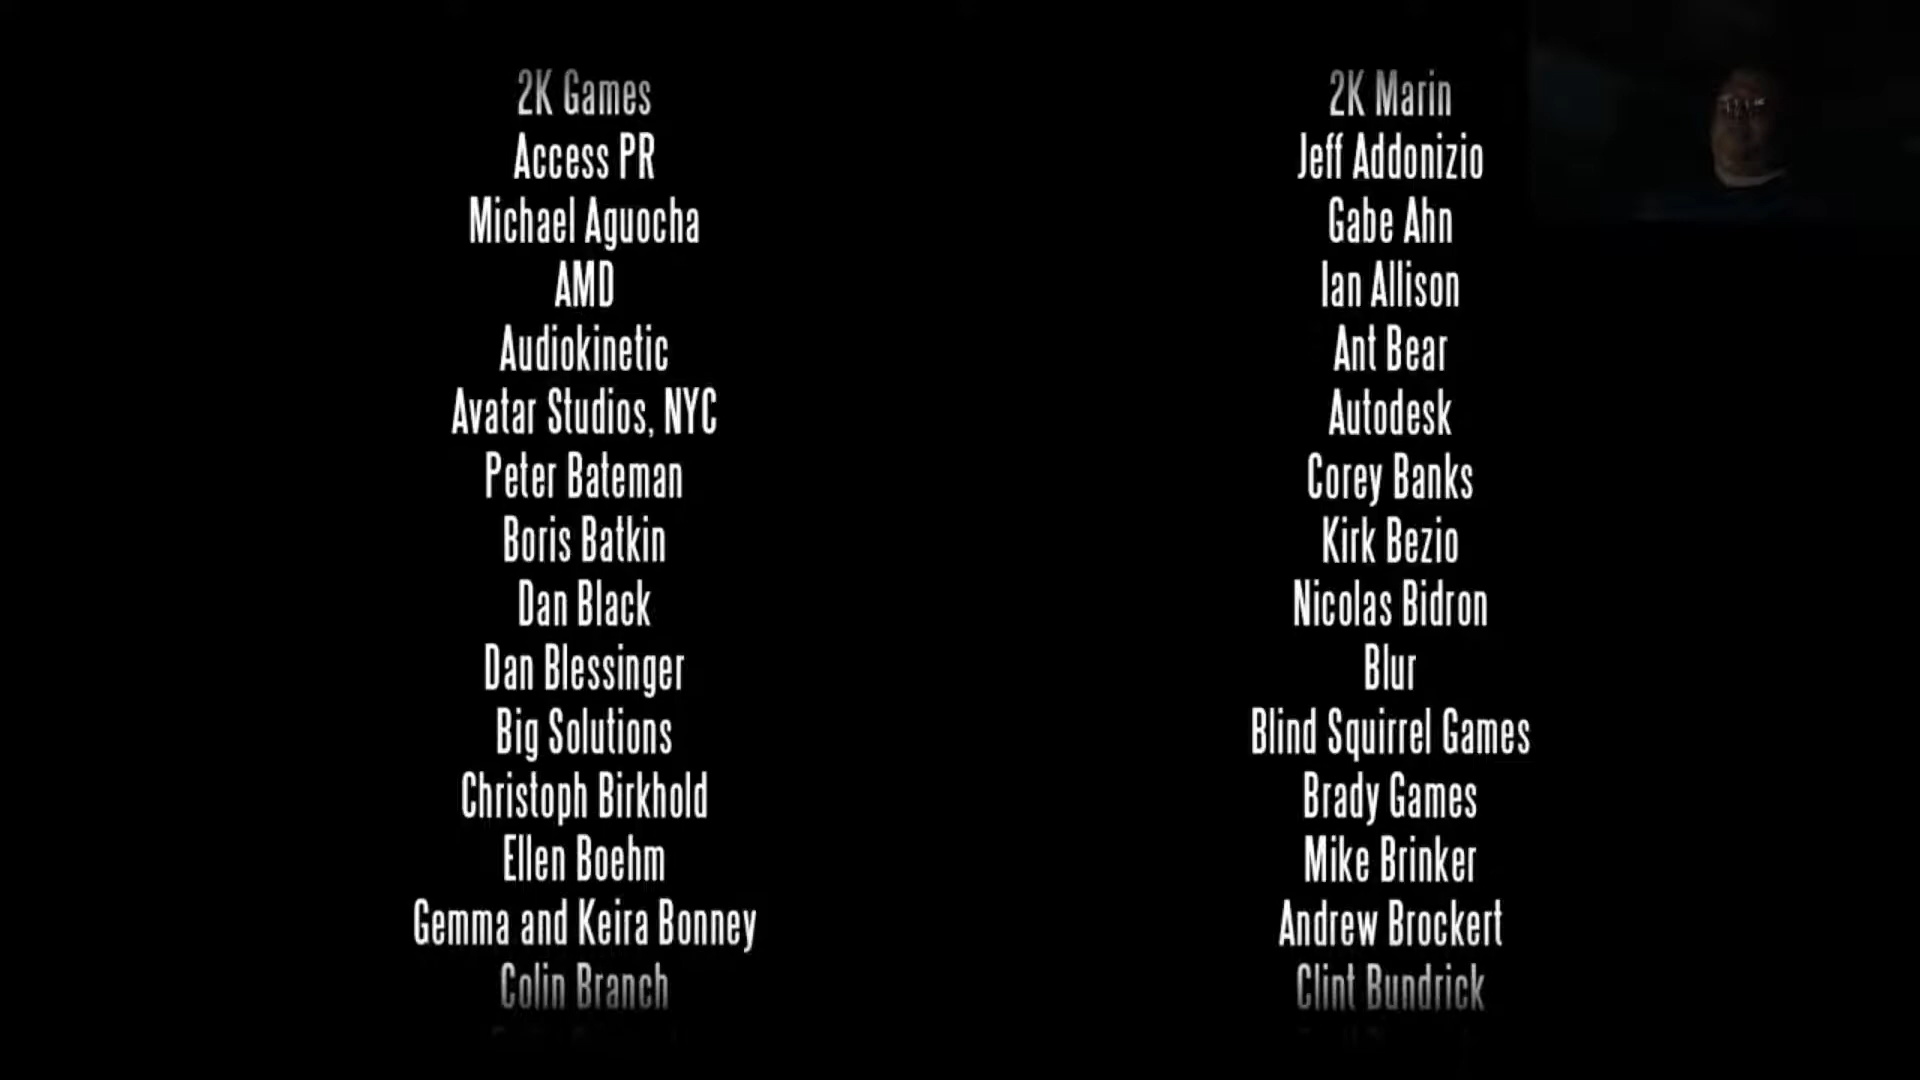 2K Games
2K Marin
Access PR
Jeff Addonizio
Michael Aguocha
Gabe Ahn
AMD
Ian Allison
Audiokinetic
Ant Bear
Avatar Studios, NYC
Autodesk
Peter Bateman
Corey Banks
Boris Batkin
Kirk Bezio
Dan Black
Nicolas Bidron
Dan Blessinger
Blur
Big Solutions
Blind Squirrel Games
Christoph Birkhold
Brady Games
Ellen Boehm
Mike Brinker
Gemma and Keira Bonney
Andrew Brockert
Colin Branch
Clint Bundrick